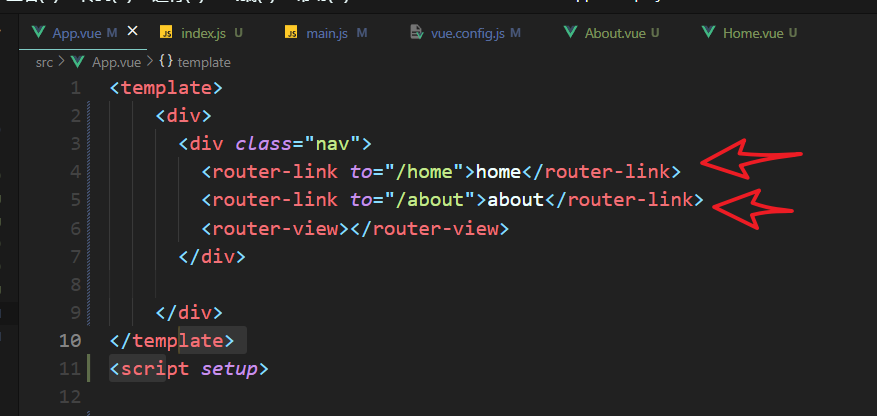 App.vue M index.js U main.js M vue.config.js M About.vue U Home.vue U
src > App.vue > {} template
1 <template>
2 <div>
3 <div class="nav">
4 <router-link to="/home">home</router-link>
5 <router-link to="/about">about</router-link>
6 <router-view></router-view>
7 </div>
8
9 </div>
10 </template>
11 <script setup>
12